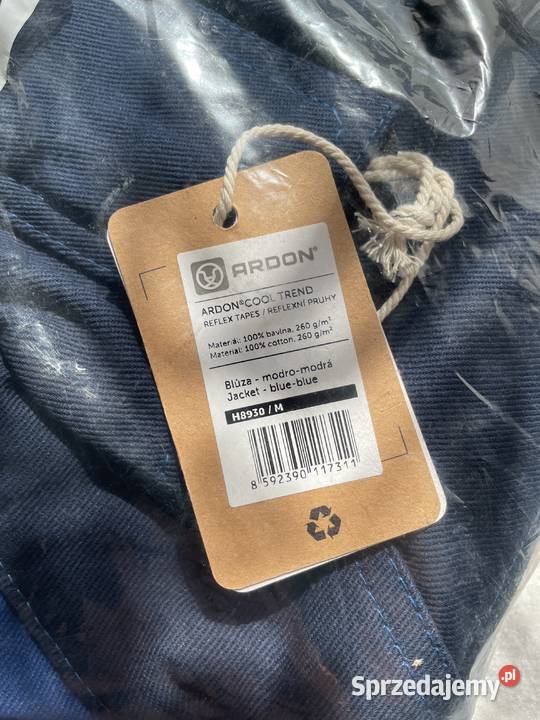 ARDON®
ARDON®COOL TREND
REFLEX TAPES / REFLEXNÍ PRUHY
Materiál: 100% bavlna, 260 g/m²
Material: 100% cotton, 260 g/m²
Blůza - modro-modrá
Jacket - blue-blue
H8930 / M
8 592390 117311
Sprzedajemy.pl